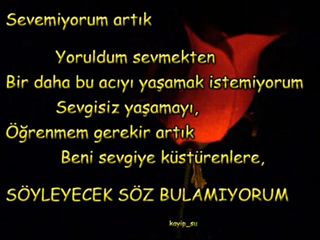 Sevemiyorum artık
Yoruldum sevmekten
Bir daha bu acıyı yaşamak istemiyorum
Sevgisiz yaşamayı,
Öğrenmem gerekir artık
Beni sevgiye küstürenlere,
SÖYLEYECEK SÖZ BULAMIYORUM
kayip_su